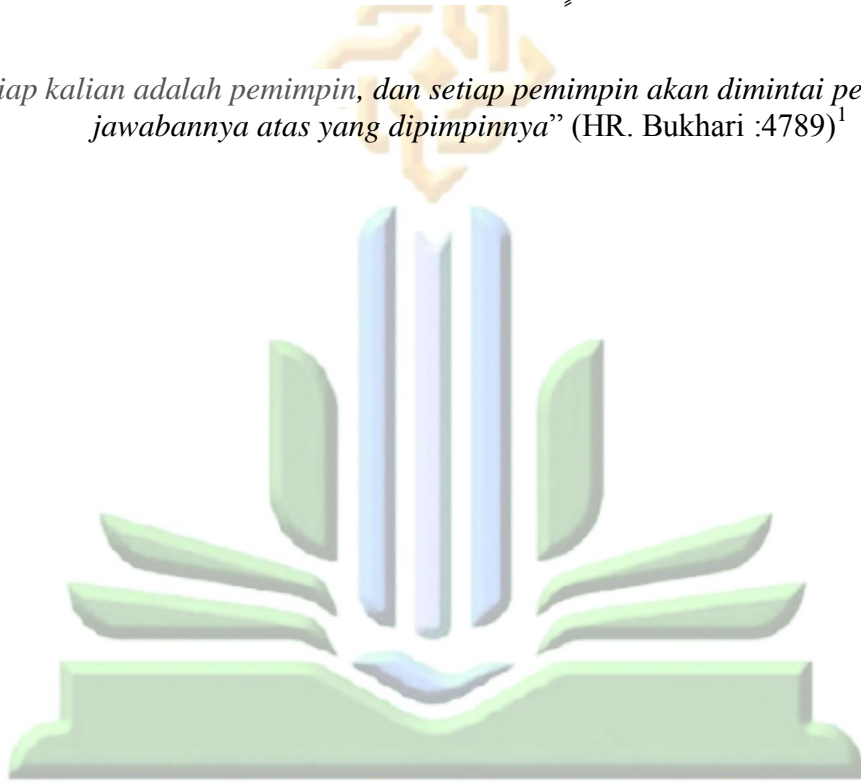 iap kalian adalah pemimpin, dan setiap pemimpin akan dimintai pe
jawabannya atas yang dipimpinnya” (HR. Bukhari :4789)1